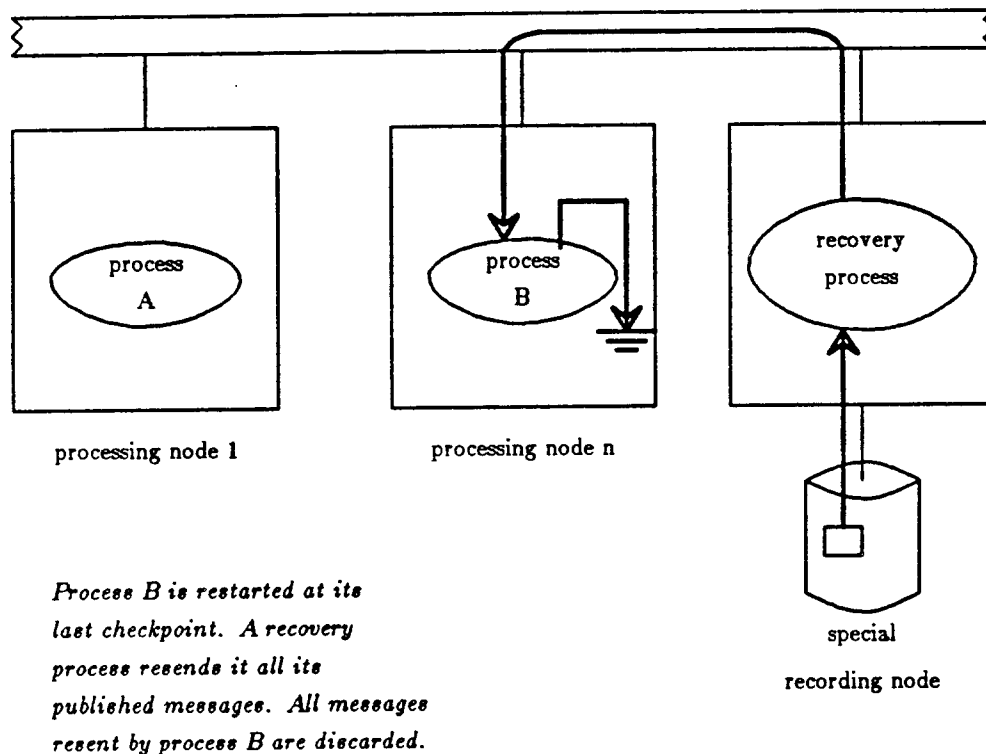 process
A
process
B
recovery
process
processing node 1
processing node n
special
recording node
Process B is restarted at its
last checkpoint. A recovery
process resends it all its
published messages. All messages
resent by process B are discarded.